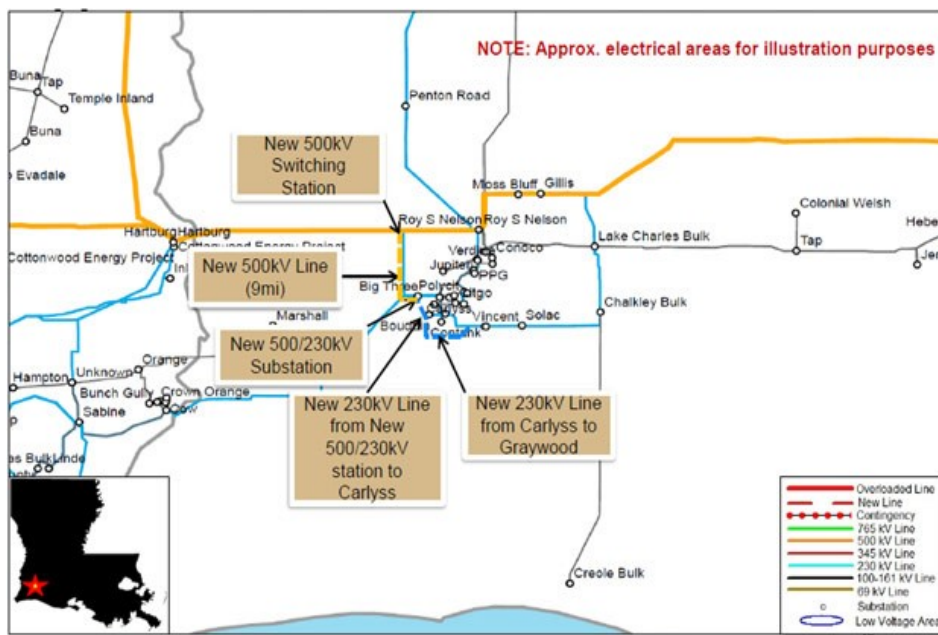 NOTE: Approx. electrical areas for illustration purposes
Buna
Tap
Temple Inland
Buna
Evadale
Penton Road
New 500kV
Switching
Station
Moss Bluff
Gillis
Colonial Welsh
Roy S Nelson
Roy S Nelson
Hartburg
Hartburg
Cottonwood Energy Project
Cottonwood Energy Project
Lake Charles Bulk
Tap
Conoco
Jupiter
PPG
New 500kV Line
(9mi)
Big Three
Marshall
Vincent
Solac
Chalkley Bulk
New 500/230kV
Substation
Orange
Hampton
Unknown
Bunch Gully
Crown Orange
Cow
Sabine
New 230kV Line
from New
500/230kV
station to
Carlyss
New 230kV Line
from Carlyss to
Graywood
Linde
Creole Bulk
Overloaded Line
New Line
Contingency
765 kV Line
500 kV Line
345 kV Line
230 kV Line
100-161 kV Line
69 kV Line
Substation
Low Voltage Area